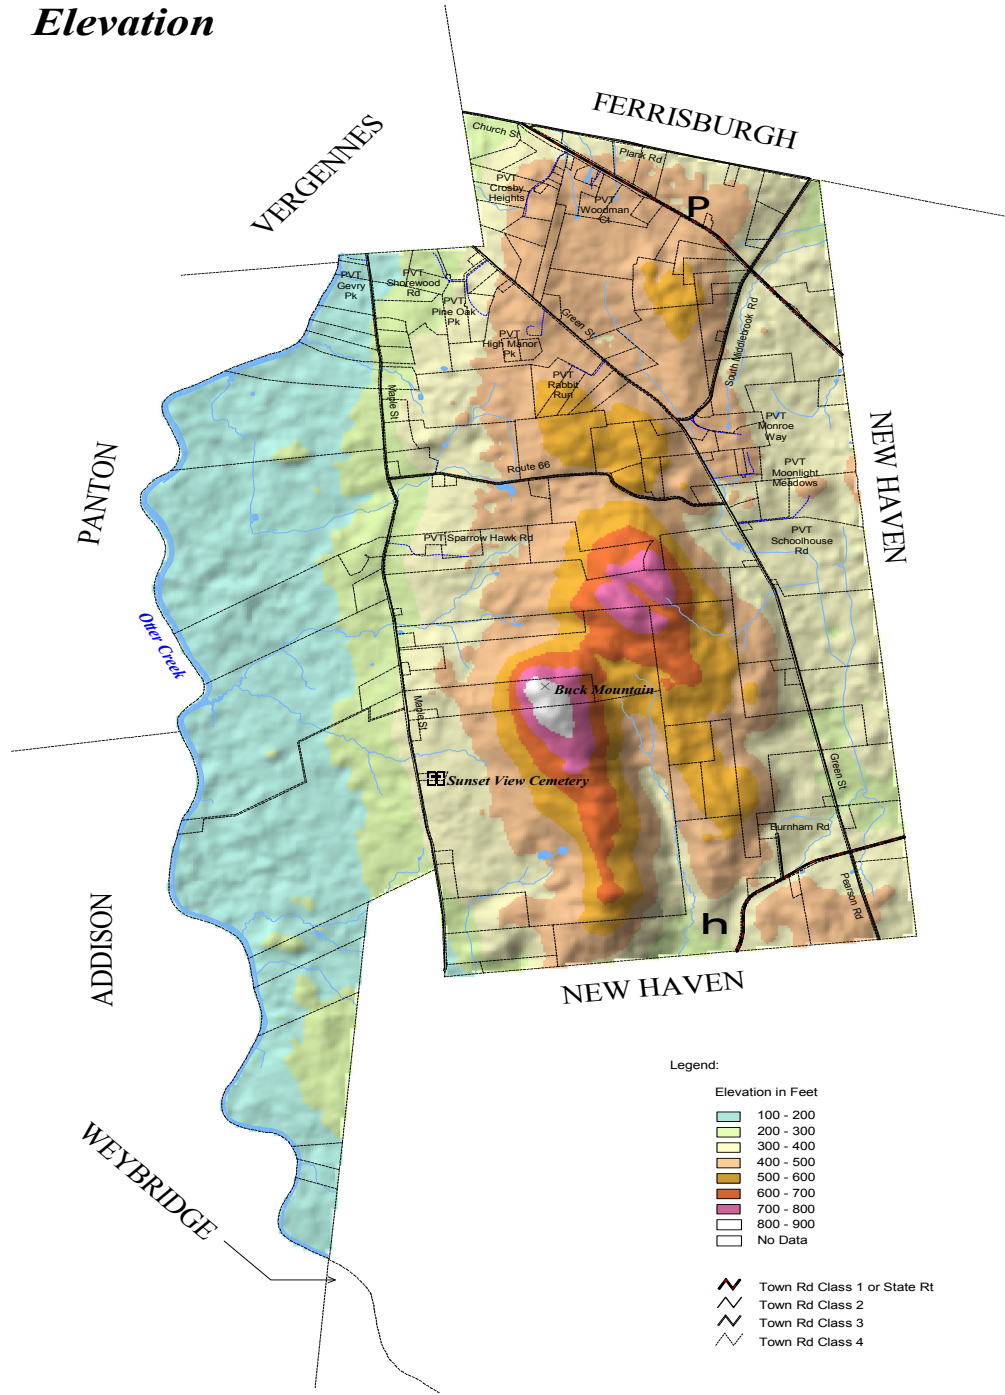 Elevation
FERRISBURGH
VERGENNES
Church St
Plank Rd
PVT
Crosby
Heights
PVT
Woodman
Ct
P
PVT
Gevry
Pk
PVT
Shorewood
Rd
PVT
Pine Oak
Pk
Green St
PVT
High Manor
Pk
South Middlebrook Rd
PVT
Rabbit
Run
Maple St
PVT
Monroe
Way
NEW HAVEN
PANTON
Route 66
PVT
Moonlight
Meadows
PVT Sparrow Hawk Rd
PVT
Schoolhouse
Rd
Otter Creek
Buck Mountain
Maple St
Sunset View Cemetery
Green St
Burnham Rd
Pearson Rd
ADDISON
h
NEW HAVEN
WEYBRIDGE
Legend:
Elevation in Feet
100 - 200
200 - 300
300 - 400
400 - 500
500 - 600
600 - 700
700 - 800
800 - 900
No Data
Town Rd Class 1 or State Rt
Town Rd Class 2
Town Rd Class 3
Town Rd Class 4